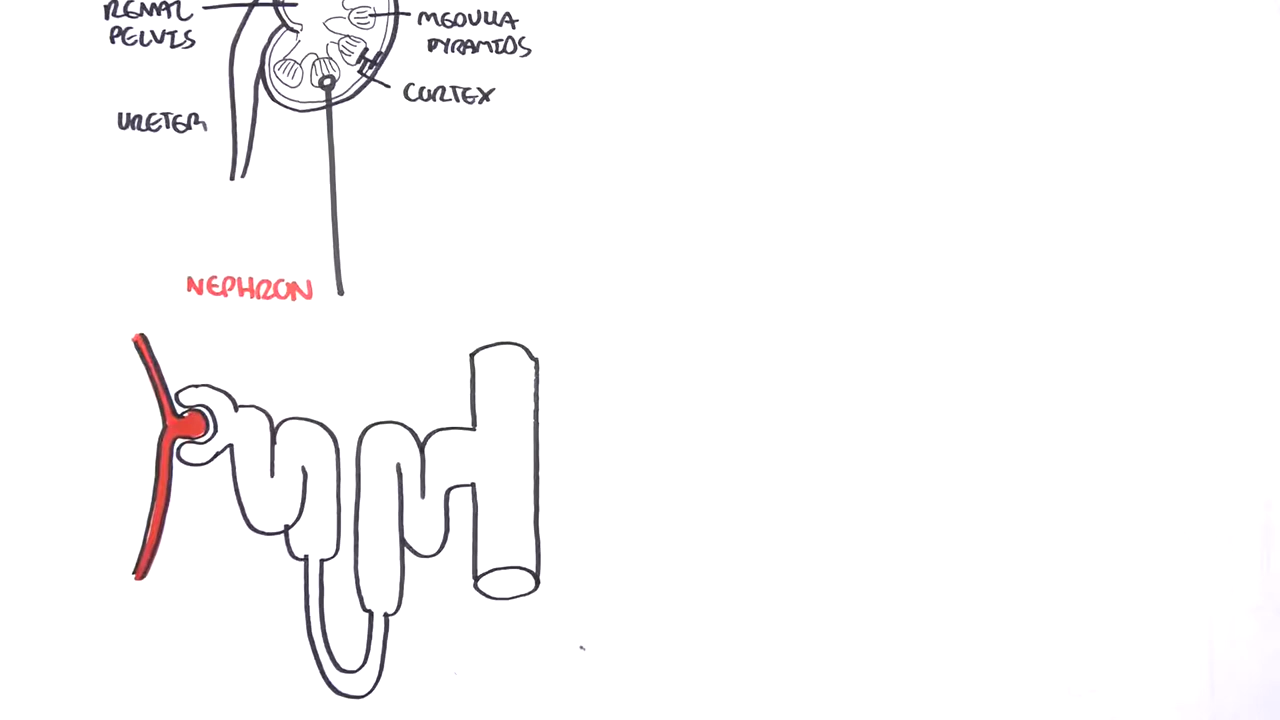 RENAL
PELVIS
MEDULLA
PYRAMIDS
CORTEX
URETER
NEPHRON